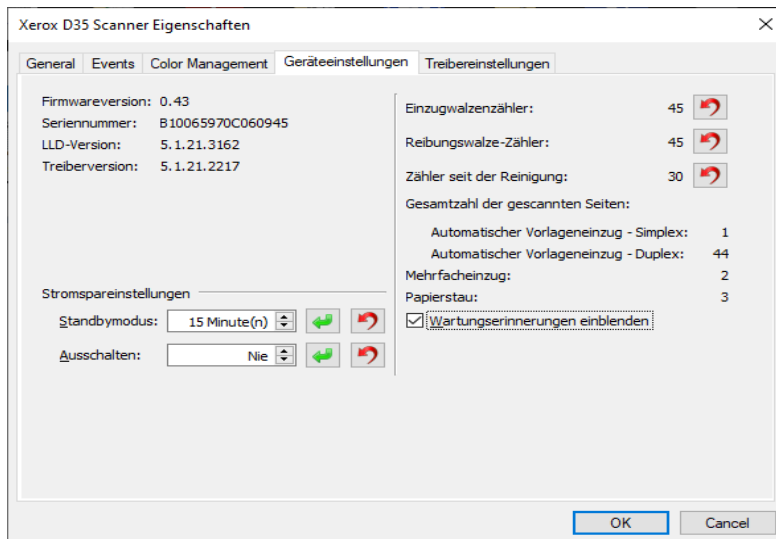 Xerox D35 Scanner Eigenschaften
General
Events
Color Management
Geräteeinstellungen
Treibereinstellungen
Firmwareversion: 0.43
Seriennummer: B10065970C060945
LLD-Version: 5.1.21.3162
Treiberversion: 5.1.21.2217
Stromspareinstellungen
Standbymodus: 15 Minute(n)
Ausschalten: Nie
Einzugwalzenzähler: 45
Reibungswalze-Zähler: 45
Zähler seit der Reinigung: 30
Gesamtzahl der gescannten Seiten:
Automatischer Vorlageneinzug - Simplex: 1
Automatischer Vorlageneinzug - Duplex: 44
Mehrfacheinzug: 2
Papierstau: 3
Wartungserinnerungen einblenden
OK
Cancel